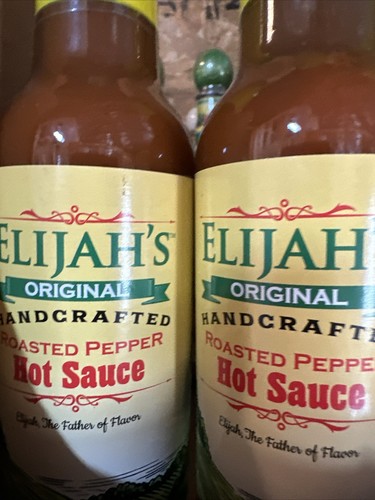 ELIJAH'S™
ORIGINAL
HANDCRAFTED
ROASTED PEPPER
Hot Sauce
Elijah, The Father of Flavor
ELIJAH'
ORIGINAL
HANDCRAFTE
ROASTED PEPPE
Hot Sauce
Elijah, The Father of Flavor